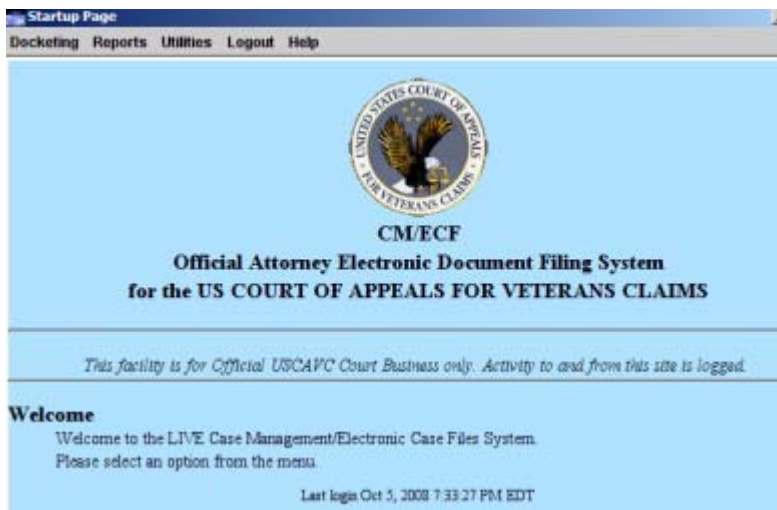 Startup Page
Docketing Reports Utilities Logout Help
UNITED STATES COURT OF APPEALS
FOR VETERANS CLAIMS
CM/ECF
Official Attorney Electronic Document Filing System
for the US COURT OF APPEALS FOR VETERANS CLAIMS
This facility is for Official USCAVC Court Business only. Activity to and from this site is logged.
Welcome
Welcome to the LIVE Case Management/Electronic Case Files System.
Please select an option from the menu.
Last login Oct 5, 2008 7:33:27 PM EDT